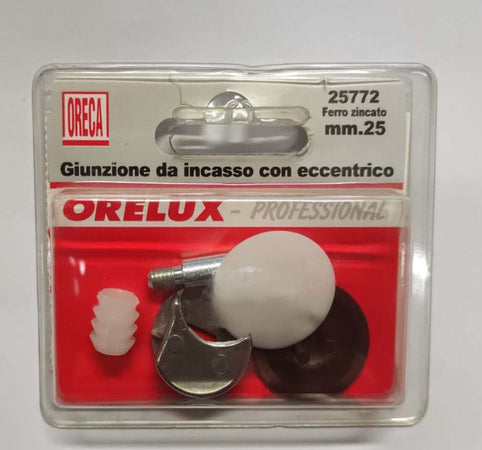 ORECA
25772
Ferro zincato
mm.25
Giunzione da incasso con eccentrico
ORELUX - PROFESSIONAL